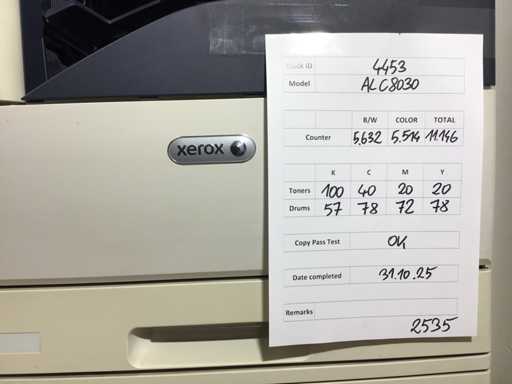 xerox
Stock ID 4453
Model ALC8030
B/W COLOR TOTAL
Counter 5.632 5.514 11.146
K C M Y
Toners 100 40 20 20
Drums 57 78 72 78
Copy Pass Test OK
Date completed 31.10.25
Remarks
2535